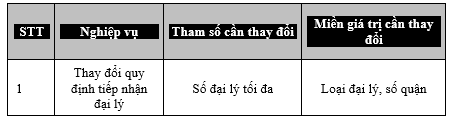 STT
Nghiệp vụ
Tham số cần thay đổi
Miền giá trị cần thay
đổi
1
Thay đổi quy
định tiếp nhận
đại lý
Số đại lý tối đa
Loại đại lý, số quận